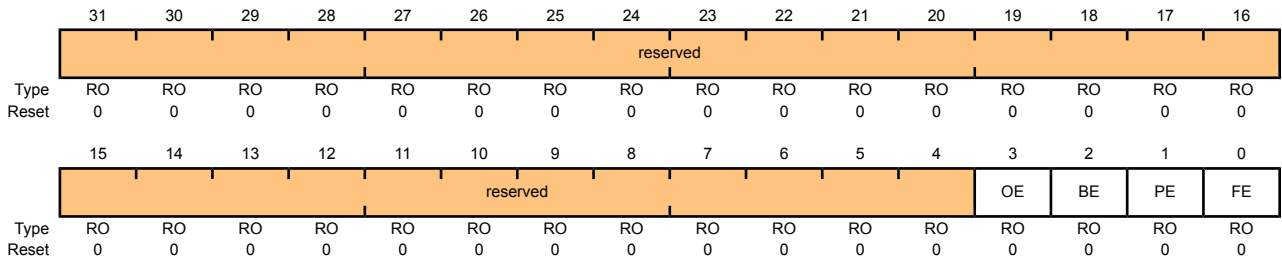 31 30 29 28 27 26 25 24 23 22 21 20 19 18 17 16
reserved
Type RO RO RO RO RO RO RO RO RO RO RO RO RO RO RO RO
Reset 0 0 0 0 0 0 0 0 0 0 0 0 0 0 0 0
15 14 13 12 11 10 9 8 7 6 5 4 3 2 1 0
reserved OE BE PE FE
Type RO RO RO RO RO RO RO RO RO RO RO RO RO RO RO RO
Reset 0 0 0 0 0 0 0 0 0 0 0 0 0 0 0 0